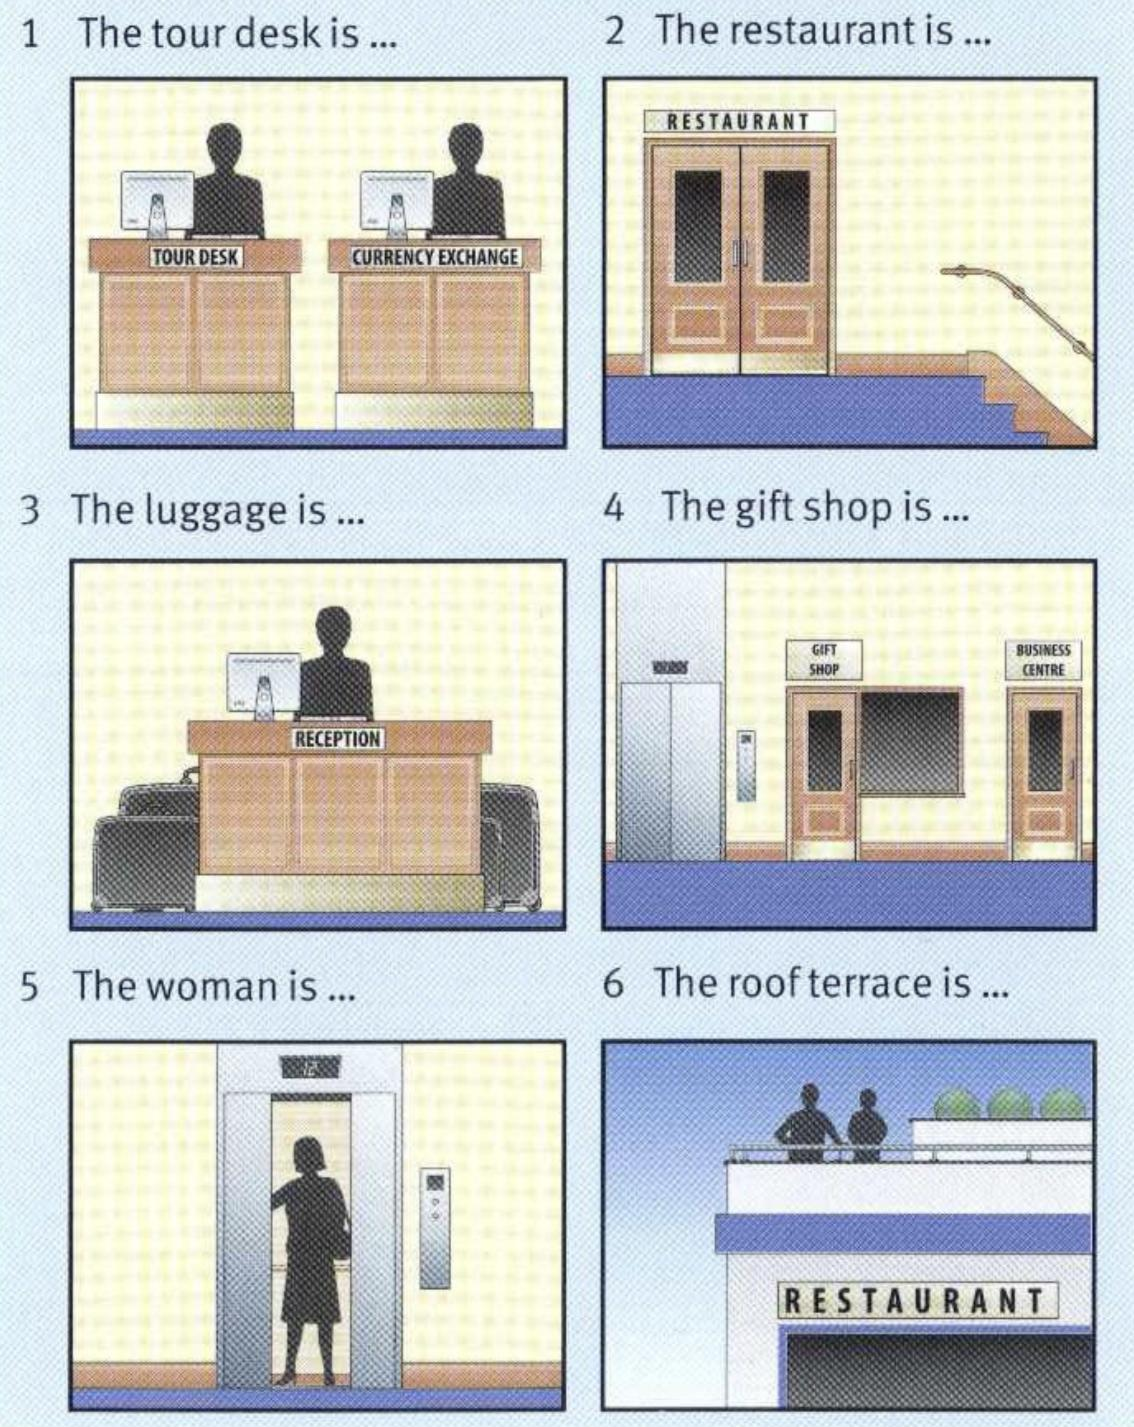 1 The tour desk is ...
2 The restaurant is ...
TOUR DESK
CURRENCY EXCHANGE
RESTAURANT
3 The luggage is ...
4 The gift shop is ...
RECEPTION
GIFT
SHOP
BUSINESS
CENTRE
5 The woman is ...
6 The roof terrace is ...
RESTAURANT